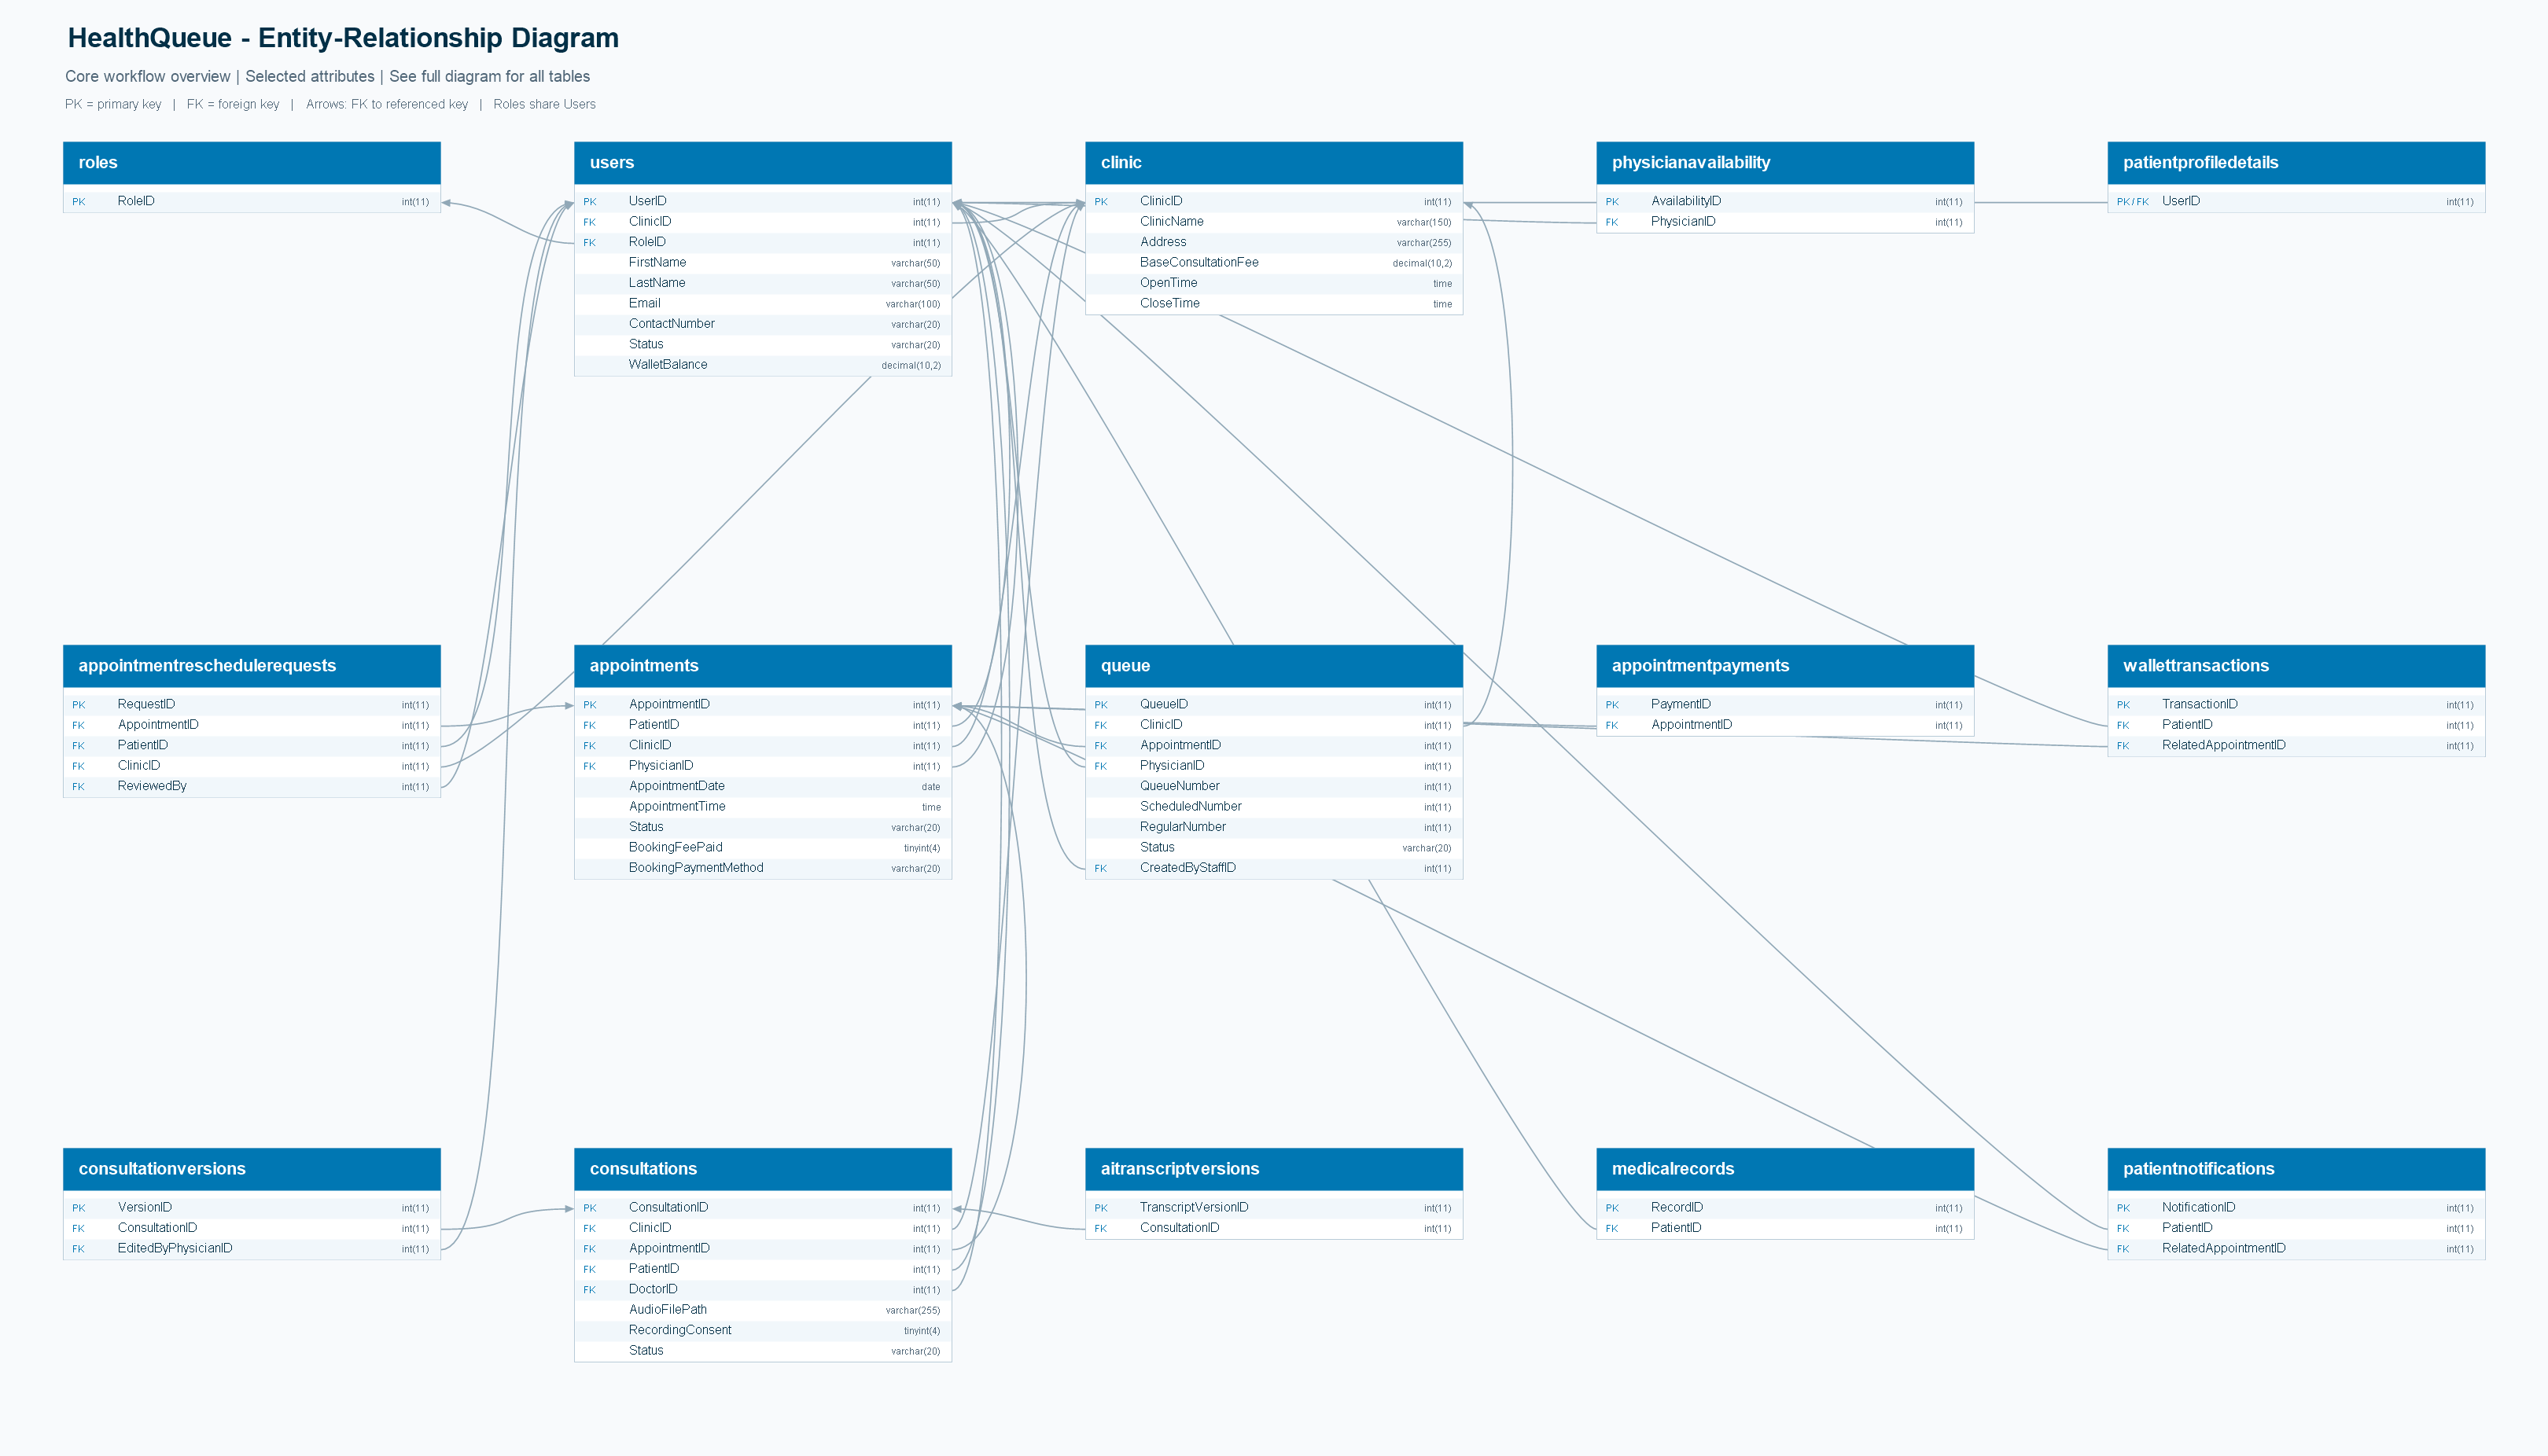 HealthQueue - Entity-Relationship Diagram
Core workflow overview | Selected attributes | See full diagram for all tables
PK = primary key | FK = foreign key | Arrows: FK to referenced key | Roles share Users
roles
PK RoleID int(11)
users
PK UserID int(11)
FK ClinicID int(11)
FK RoleID int(11)
FirstName varchar(50)
LastName varchar(50)
Email varchar(100)
ContactNumber varchar(20)
Status varchar(20)
WalletBalance decimal(10,2)
clinic
PK ClinicID int(11)
ClinicName varchar(150)
Address varchar(255)
BaseConsultationFee decimal(10,2)
OpenTime time
CloseTime time
physicianavailability
PK AvailabilityID int(11)
FK PhysicianID int(11)
patientprofiledetails
PK/FK UserID int(11)
appointmentreschedulerequests
PK RequestID int(11)
FK AppointmentID int(11)
FK PatientID int(11)
FK ClinicID int(11)
FK ReviewedBy int(11)
appointments
PK AppointmentID int(11)
FK PatientID int(11)
FK ClinicID int(11)
FK PhysicianID int(11)
AppointmentDate date
AppointmentTime time
Status varchar(20)
BookingFeePaid tinyint(4)
BookingPaymentMethod varchar(20)
queue
PK QueueID int(11)
FK ClinicID int(11)
FK AppointmentID int(11)
FK PhysicianID int(11)
QueueNumber int(11)
ScheduledNumber int(11)
RegularNumber int(11)
Status varchar(20)
FK CreatedByStaffID int(11)
appointmentpayments
PK PaymentID int(11)
FK AppointmentID int(11)
wallettransactions
PK TransactionID int(11)
FK PatientID int(11)
FK RelatedAppointmentID int(11)
consultationversions
PK VersionID int(11)
FK ConsultationID int(11)
FK EditedByPhysicianID int(11)
consultations
PK ConsultationID int(11)
FK ClinicID int(11)
FK AppointmentID int(11)
FK PatientID int(11)
FK DoctorID int(11)
AudioFilePath varchar(255)
RecordingConsent tinyint(4)
Status varchar(20)
aitranscriptversions
PK TranscriptVersionID int(11)
FK ConsultationID int(11)
medicalrecords
PK RecordID int(11)
FK PatientID int(11)
patientnotifications
PK NotificationID int(11)
FK PatientID int(11)
FK RelatedAppointmentID int(11)